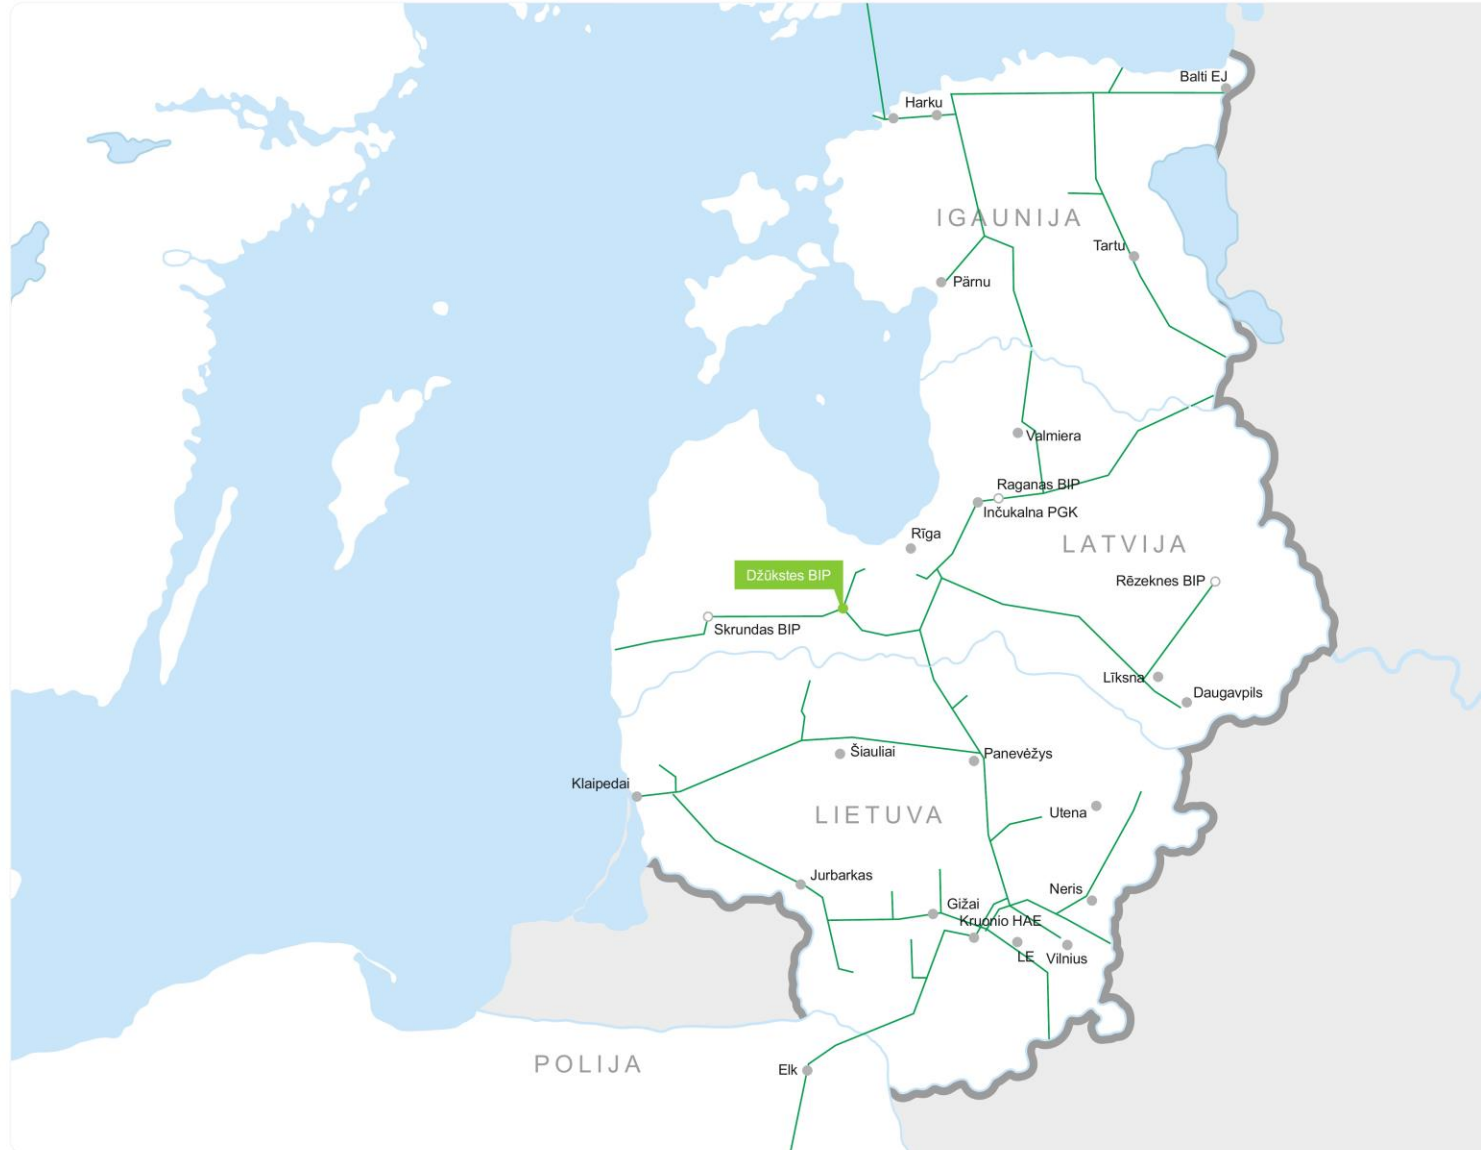 Balti EJ
Harku
IGAUNIJA
Tartu
Pärnu
Valmiera
Raganas BIP
Inčukalna PGK
Rīga
LATVIJA
Džūkstes BIP
Rēzeknes BIP
Skrundas BIP
Līksna
Daugavpils
Šiauliai
Panevėžys
Klaipedai
Utena
LIETUVA
Jurbarkas
Neris
Gižai
Kruonio HAE
LE
Vilnius
POLIJA
Elk